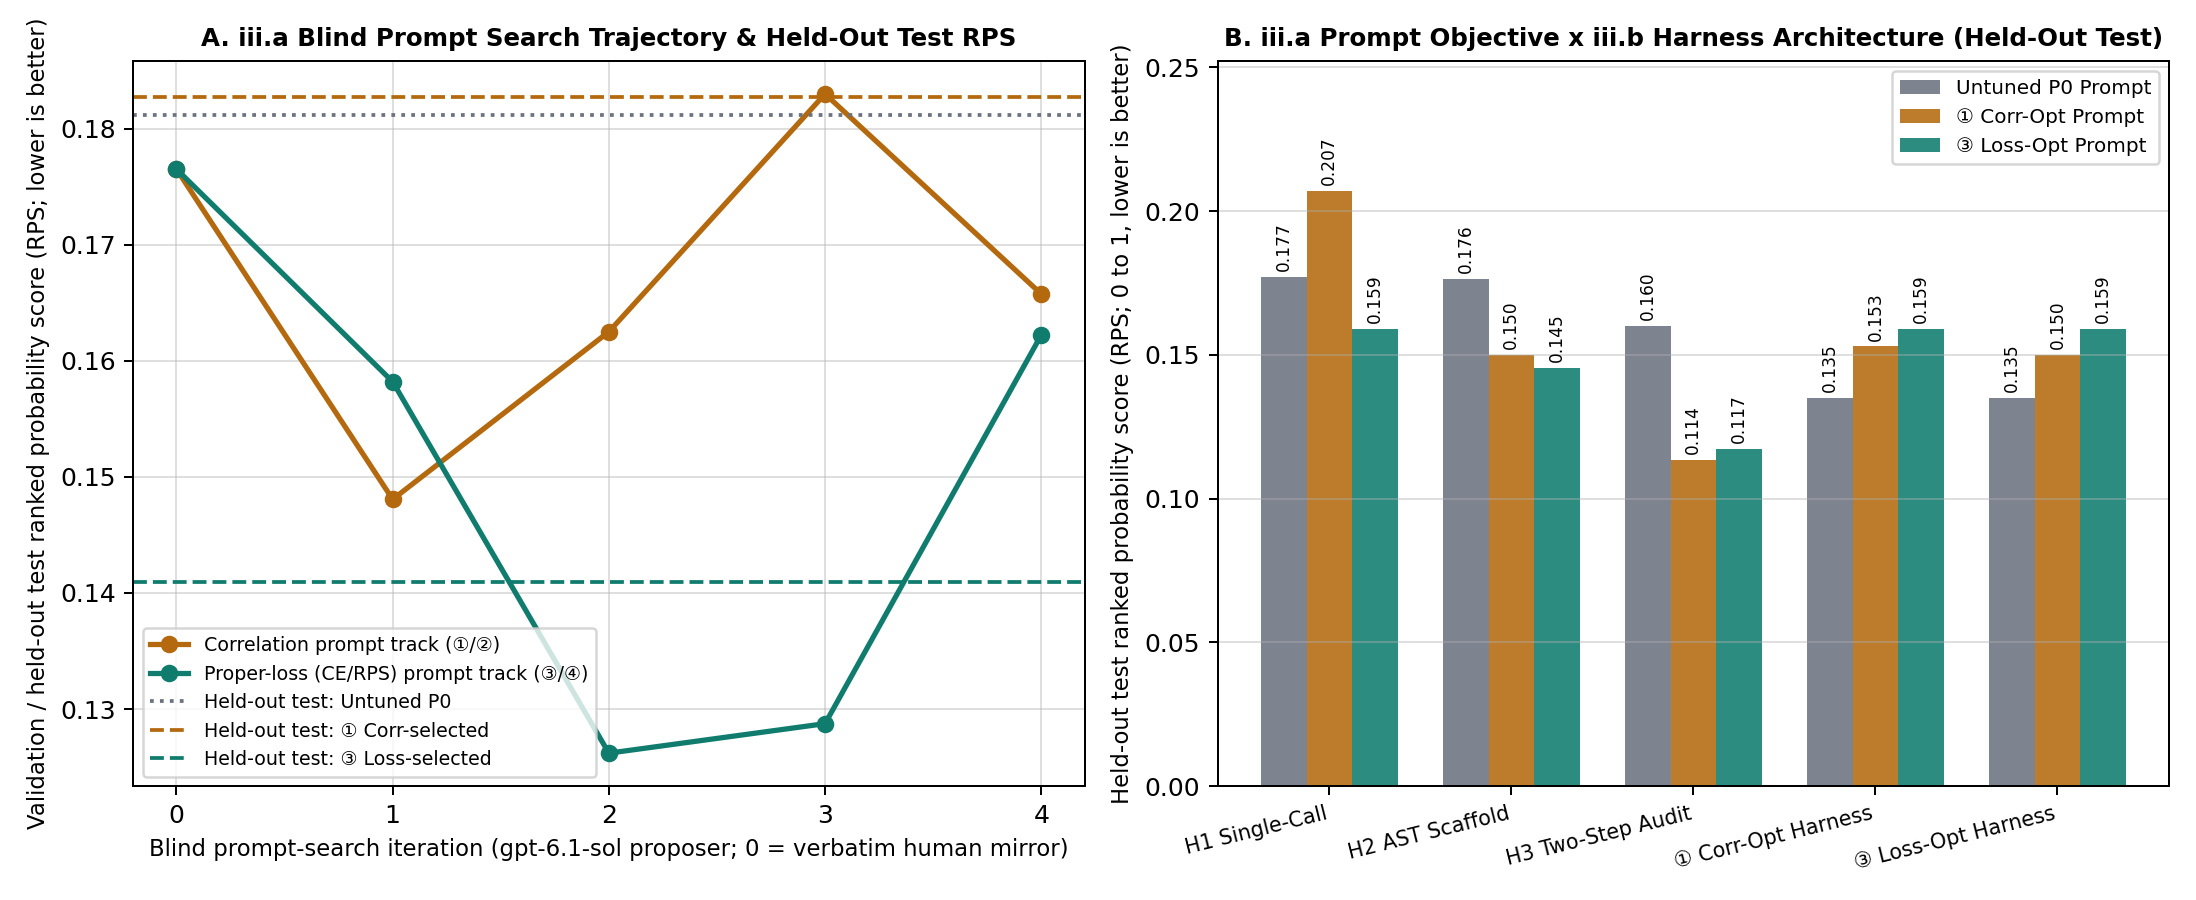 A. iii.a Blind Prompt Search Trajectory & Held-Out Test RPS
Validation / held-out test ranked probability score (RPS; lower is better)
0.18
0.17
0.16
0.15
0.14
0.13
Correlation prompt track (①/②)
Proper-loss (CE/RPS) prompt track (③/④)
Held-out test: Untuned P0
Held-out test: ① Corr-selected
Held-out test: ③ Loss-selected
0 1 2 3 4
Blind prompt-search iteration (gpt-6.1-sol proposer; 0 = verbatim human mirror)
B. iii.a Prompt Objective x iii.b Harness Architecture (Held-Out Test)
Held-out test ranked probability score (RPS; 0 to 1, lower is better)
0.25
0.20
0.15
0.10
0.05
0.00
Untuned P0 Prompt
① Corr-Opt Prompt
③ Loss-Opt Prompt
0.177 0.207 0.159
0.176 0.150 0.145
0.160 0.114 0.117
0.135 0.153 0.159
0.135 0.150 0.159
H1 Single-Call
H2 AST Scaffold
H3 Two-Step Audit
① Corr-Opt Harness
③ Loss-Opt Harness